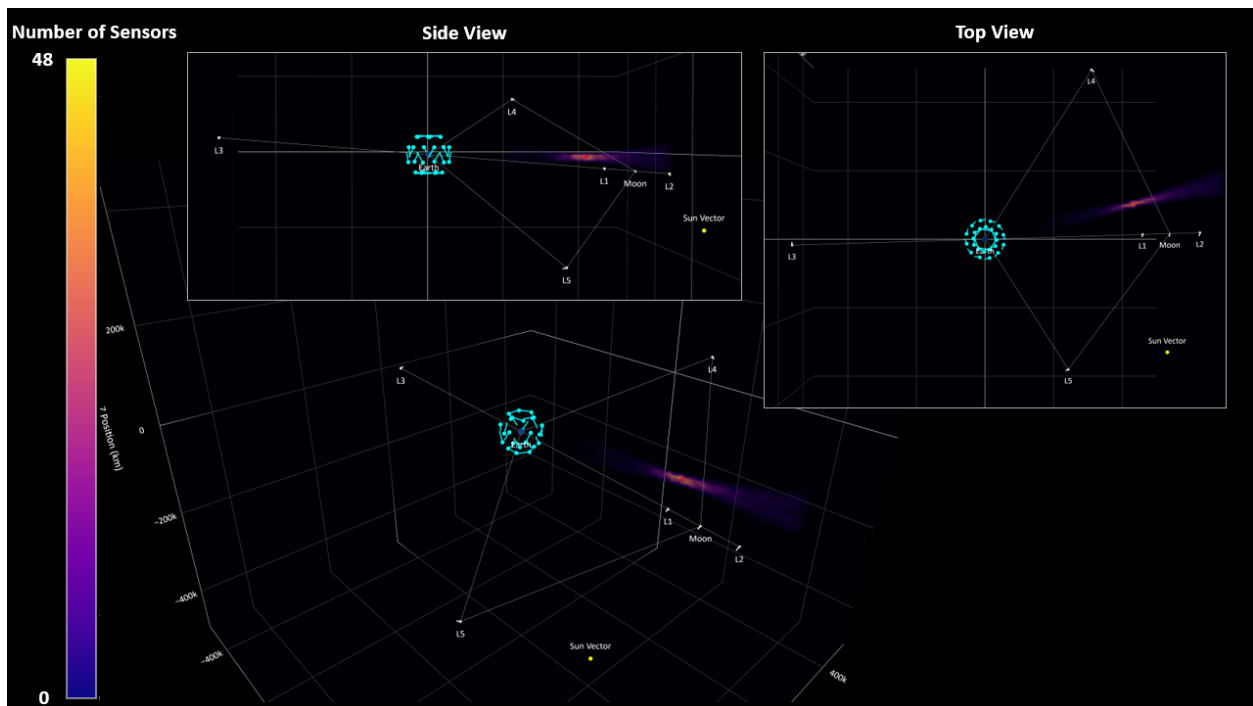 Number of Sensors
48
0
Side View
L3
Earth
L4
L1
Moon
L2
Sun Vector
L5
Top View
L4
L3
Earth
L1
Moon
L2
Sun Vector
L5
200k
0
−200k
−400k
−400k
z Position (km)
L3
L4
Earth
L1
Moon
L2
L5
Sun Vector
400k